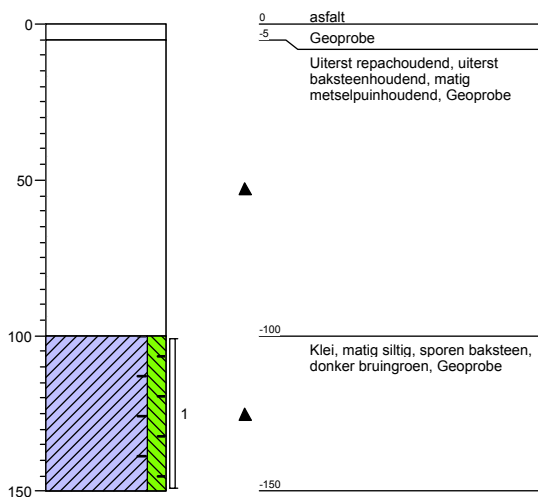 0
0
asfalt
-5
Geoprobe
Uiterst repachoudend, uiterst
baksteenhoudend, matig
metselpuinhoudend, Geoprobe
50
100
-100
Klei, matig siltig, sporen baksteen,
donker bruingroen, Geoprobe
1
150
-150